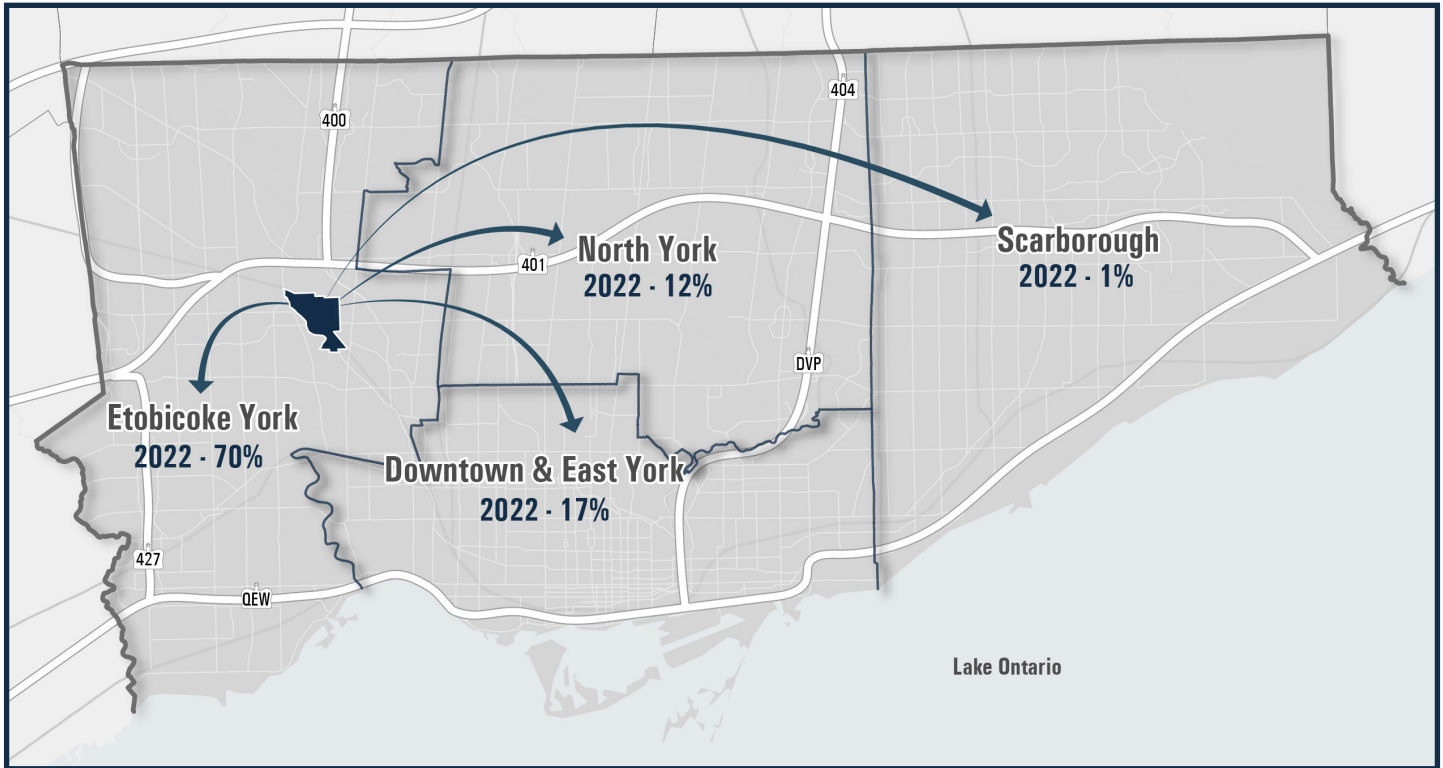 400
404
401
North York
2022 - 12%
Scarborough
2022 - 1%
DVP
Etobicoke York
2022 - 70%
Downtown & East York
2022 - 17%
427
QEW
Lake Ontario